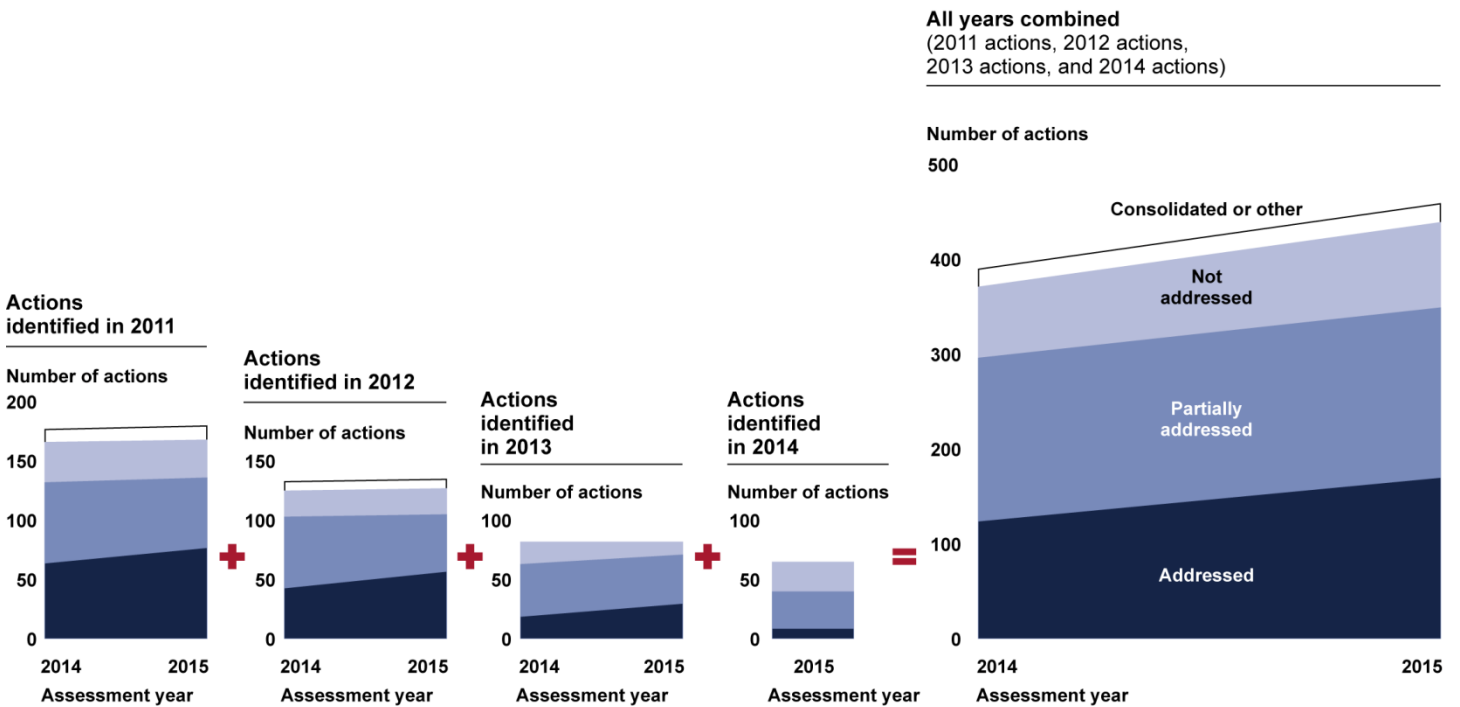 Actions
identified in 2011
Number of actions
200
150
100
50
0
2014 2015
Assessment year
Actions
identified in 2012
Number of actions
150
100
50
0
2014 2015
Assessment year
Actions
identified
in 2013
Number of actions
100
50
0
2014 2015
Assessment year
Actions
identified
in 2014
Number of actions
100
50
0
2015
Assessment year
All years combined
(2011 actions, 2012 actions,
2013 actions, and 2014 actions)
Number of actions
500
400
300
200
100
0
Consolidated or other
Not
addressed
Partially
addressed
Addressed
2014 2015
Assessment year